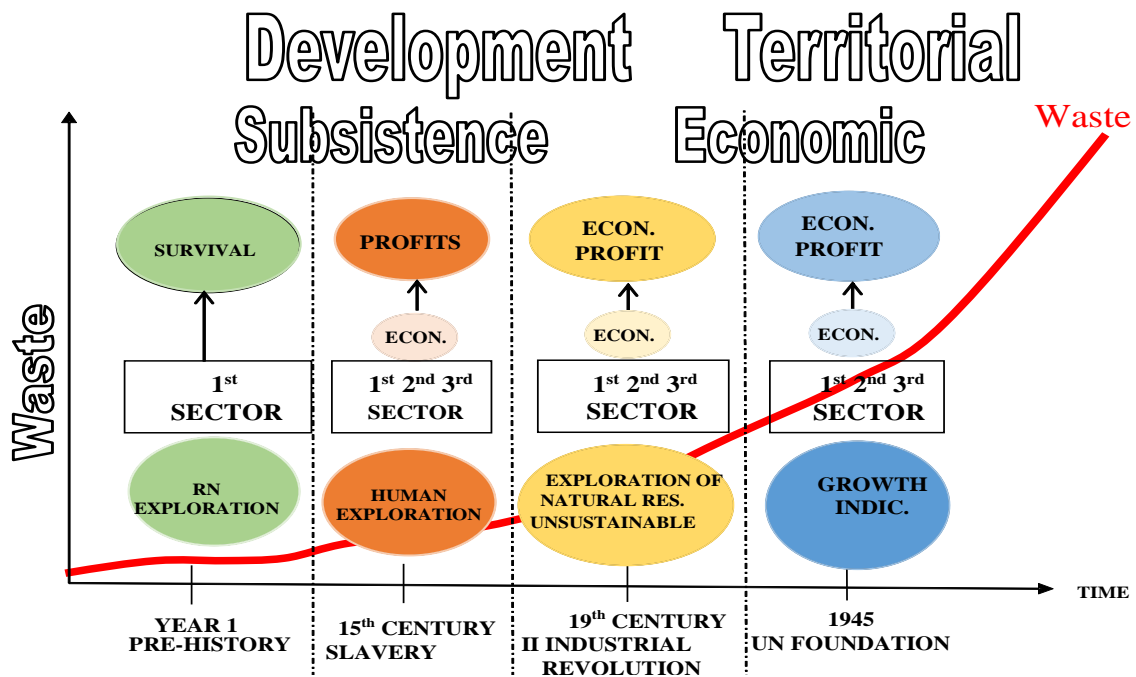 Development Territorial
Subsistence Economic
Waste
Waste
SURVIVAL
PROFITS
ECON.
PROFIT
ECON.
PROFIT
ECON.
ECON.
ECON.
1st
SECTOR
1st 2nd 3rd
SECTOR
1st 2nd 3rd
SECTOR
1st 2nd 3rd
SECTOR
RN
EXPLORATION
HUMAN
EXPLORATION
EXPLORATION OF
NATURAL RES.
UNSUSTAINABLE
GROWTH
INDIC.
TIME
YEAR 1
PRE-HISTORY
15th CENTURY
SLAVERY
19th CENTURY
II INDUSTRIAL
REVOLUTION
1945
UN FOUNDATION